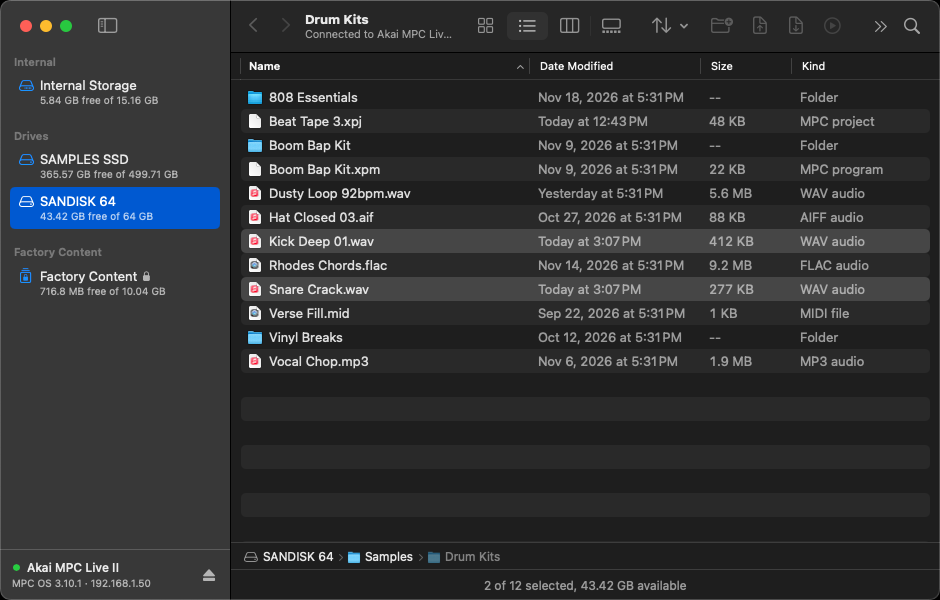 Internal
Internal Storage
5.84 GB free of 15.16 GB
Drives
SAMPLES SSD
365.57 GB free of 499.71 GB
SANDISK 64
43.42 GB free of 64 GB
Factory Content
Factory Content
716.8 MB free of 10.04 GB
Akai MPC Live II
MPC OS 3.10.1 · 192.168.1.50
Drum Kits
Connected to Akai MPC Liv...
Name Date Modified Size Kind
808 Essentials Nov 18, 2026 at 5:31 PM -- Folder
Beat Tape 3.xpj Today at 12:43 PM 48 KB MPC project
Boom Bap Kit Nov 9, 2026 at 5:31 PM -- Folder
Boom Bap Kit.xpm Nov 9, 2026 at 5:31 PM 22 KB MPC program
Dusty Loop 92bpm.wav Yesterday at 5:31 PM 5.6 MB WAV audio
Hat Closed 03.aif Oct 27, 2026 at 5:31 PM 88 KB AIFF audio
Kick Deep 01.wav Today at 3:07 PM 412 KB WAV audio
Rhodes Chords.flac Nov 14, 2026 at 5:31 PM 9.2 MB FLAC audio
Snare Crack.wav Today at 3:07 PM 277 KB WAV audio
Verse Fill.mid Sep 22, 2026 at 5:31 PM 1 KB MIDI file
Vinyl Breaks Oct 12, 2026 at 5:31 PM -- Folder
Vocal Chop.mp3 Nov 6, 2026 at 5:31 PM 1.9 MB MP3 audio
SANDISK 64 › Samples › Drum Kits
2 of 12 selected, 43.42 GB available